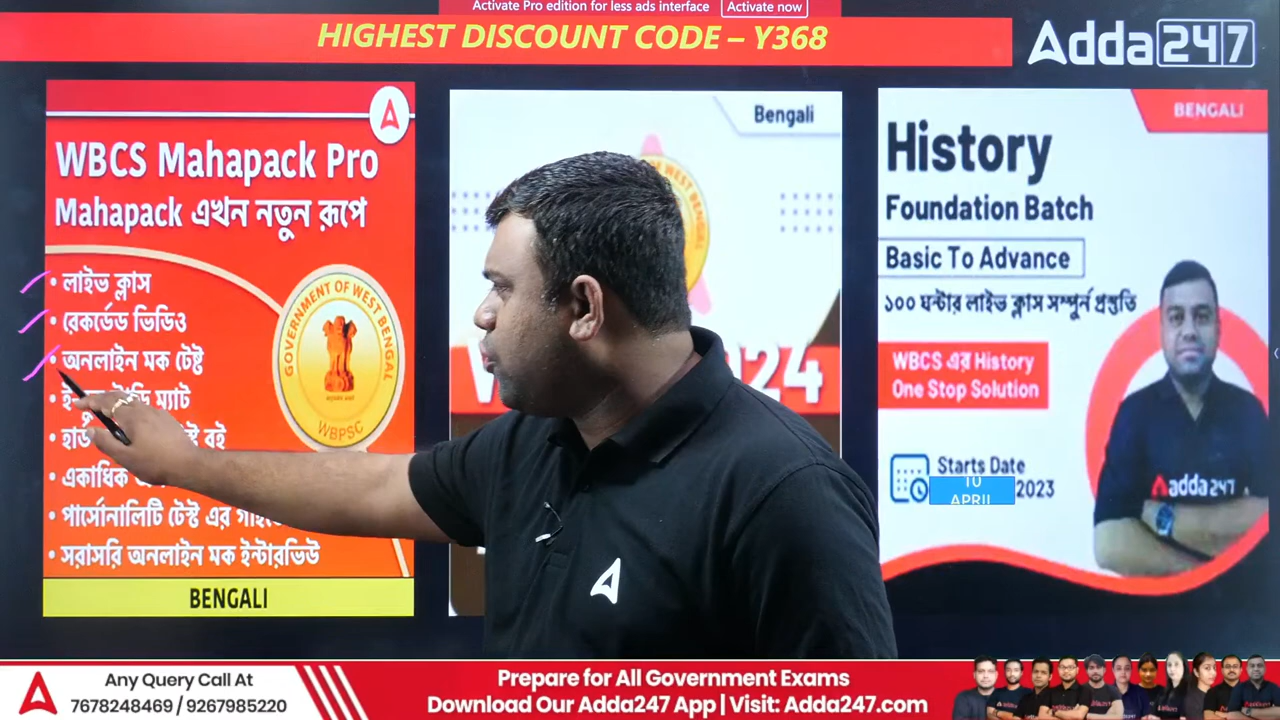 Activate Pro edition for less ads interface
Activate now
HIGHEST DISCOUNT CODE – Y368
Adda247
WBCS Mahapack Pro
Mahapack এখন নতুন রূপে
• লাইভ ক্লাস
• রেকর্ডেড ভিডিও
• অনলাইন মক টেষ্ট
ম্যাট
বই
• একাধিক
• পার্সোনালিটি টেস্ট এর
• সরাসরি অনলাইন মক ইন্টারভিউ
GOVERNMENT OF WEST BENGAL
WBPSC
BENGALI
Bengali
BENGALI
History
Foundation Batch
Basic To Advance
১০০ ঘন্টার লাইভ ক্লাস সম্পুর্ন প্রস্তুতি
WBCS এর History
One Stop Solution
Starts Date
10 APRIL 2023
adda247
Any Query Call At
7678248469 / 9267985220
Prepare for All Government Exams
Download Our Adda247 App | Visit: Adda247.com